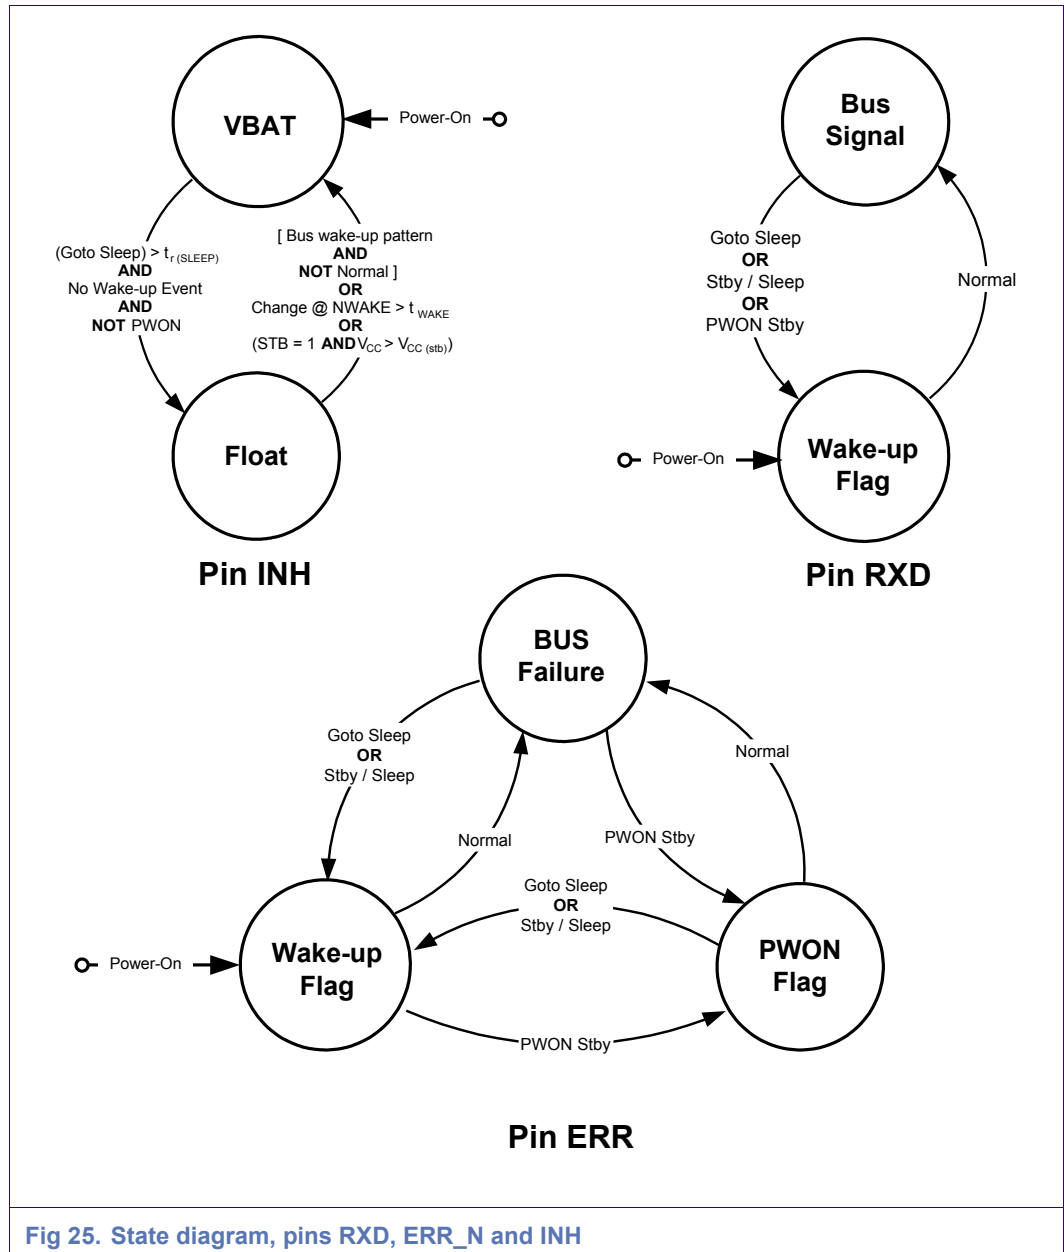 VBAT
Power-On
(Goto Sleep) > t r (SLEEP)
AND
No Wake-up Event
AND
NOT PWON
[ Bus wake-up pattern
AND
NOT Normal ]
OR
Change @ NWAKE > t WAKE
OR
(STB = 1 AND VCC > VCC (stb))
Float
Pin INH
Bus
Signal
Goto Sleep
OR
Stby / Sleep
OR
PWON Stby
Normal
Power-On
Wake-up
Flag
Pin RXD
BUS
Failure
Goto Sleep
OR
Stby / Sleep
Normal
PWON Stby
Normal
Goto Sleep
OR
Stby / Sleep
Power-On
Wake-up
Flag
PWON
Flag
PWON Stby
Pin ERR
Fig 25. State diagram, pins RXD, ERR_N and INH